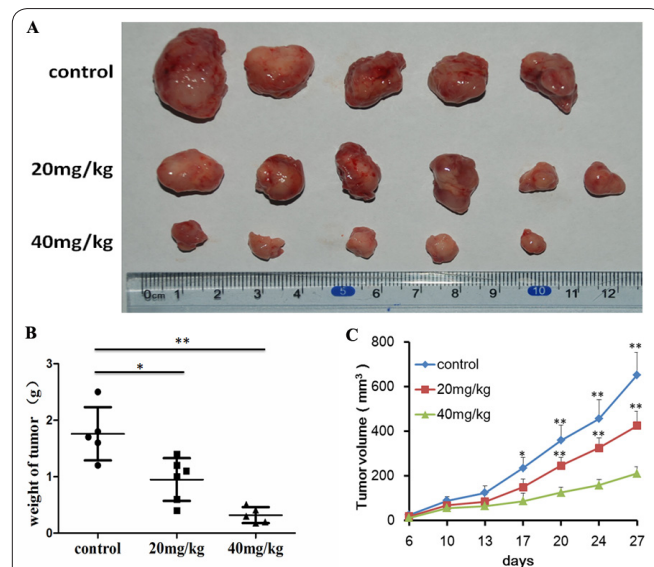 A
control
20mg/kg
40mg/kg
0cm 1 2 3 4 5 6 7 8 9 10 11 12
B
**
*
weight of tumor (g)
3
2
1
0
control 20mg/kg 40mg/kg
C
Tumor volume ( mm³ )
800
600
400
200
0
control
20mg/kg
40mg/kg
* ** ** **
** ** **
6 10 13 17 20 24 27
days